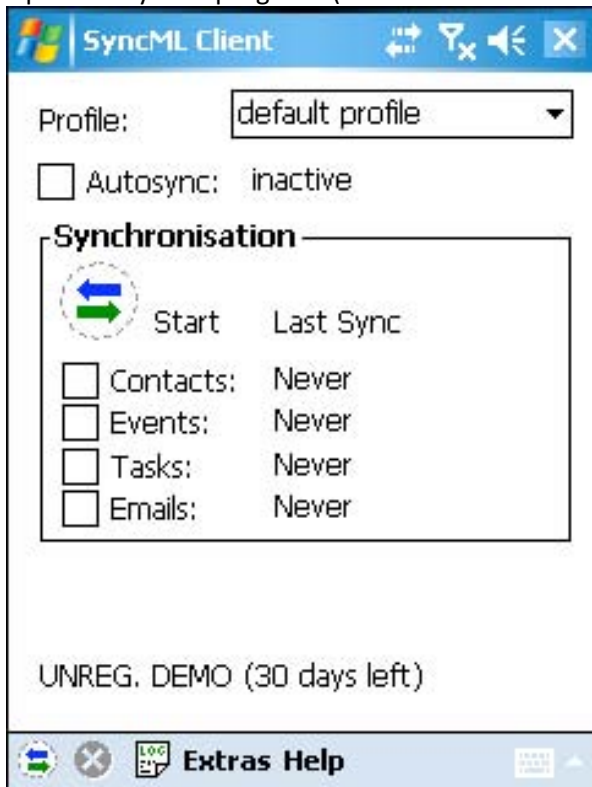 SyncML Client
Profile: default profile
Autosync: inactive
Synchronisation
Start Last Sync
Contacts: Never
Events: Never
Tasks: Never
Emails: Never
UNREG. DEMO (30 days left)
LOG Extras Help